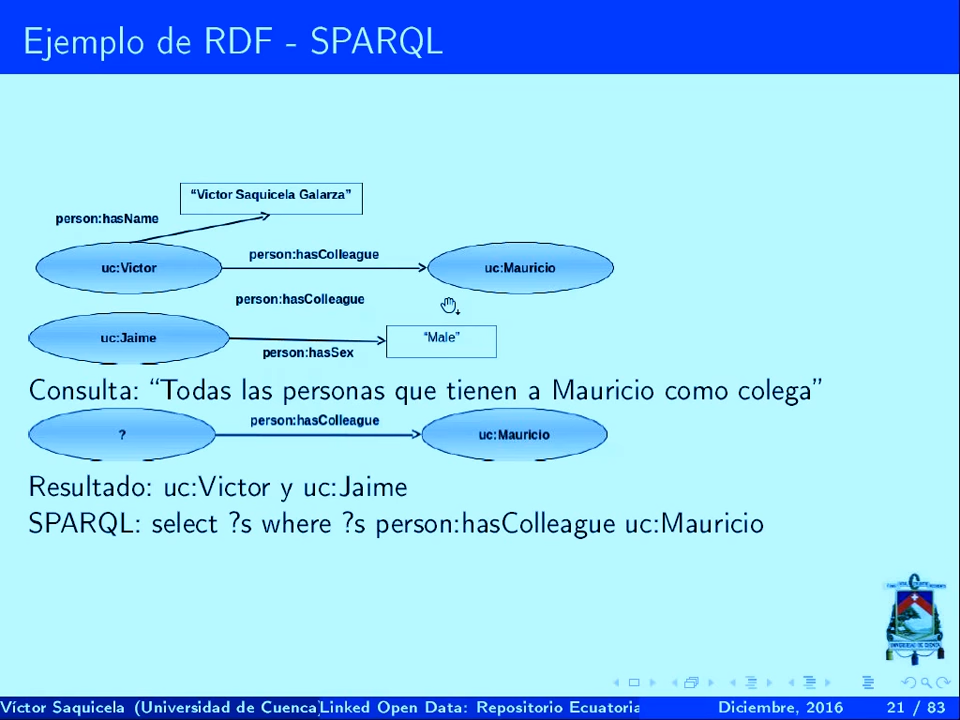 Ejemplo de RDF - SPARQL
“Victor Saquicela Galarza”
person:hasName
person:hasColleague
uc:Victor
uc:Mauricio
person:hasColleague
uc:Jaime
“Male”
person:hasSex
Consulta: “Todas las personas que tienen a Mauricio como colega”
person:hasColleague
?
uc:Mauricio
Resultado: uc:Victor y uc:Jaime
SPARQL: select ?s where ?s person:hasColleague uc:Mauricio
Víctor Saquicela (Universidad de Cuenca)
Linked Open Data: Repositorio Ecuatoria
Diciembre, 2016
21 / 83